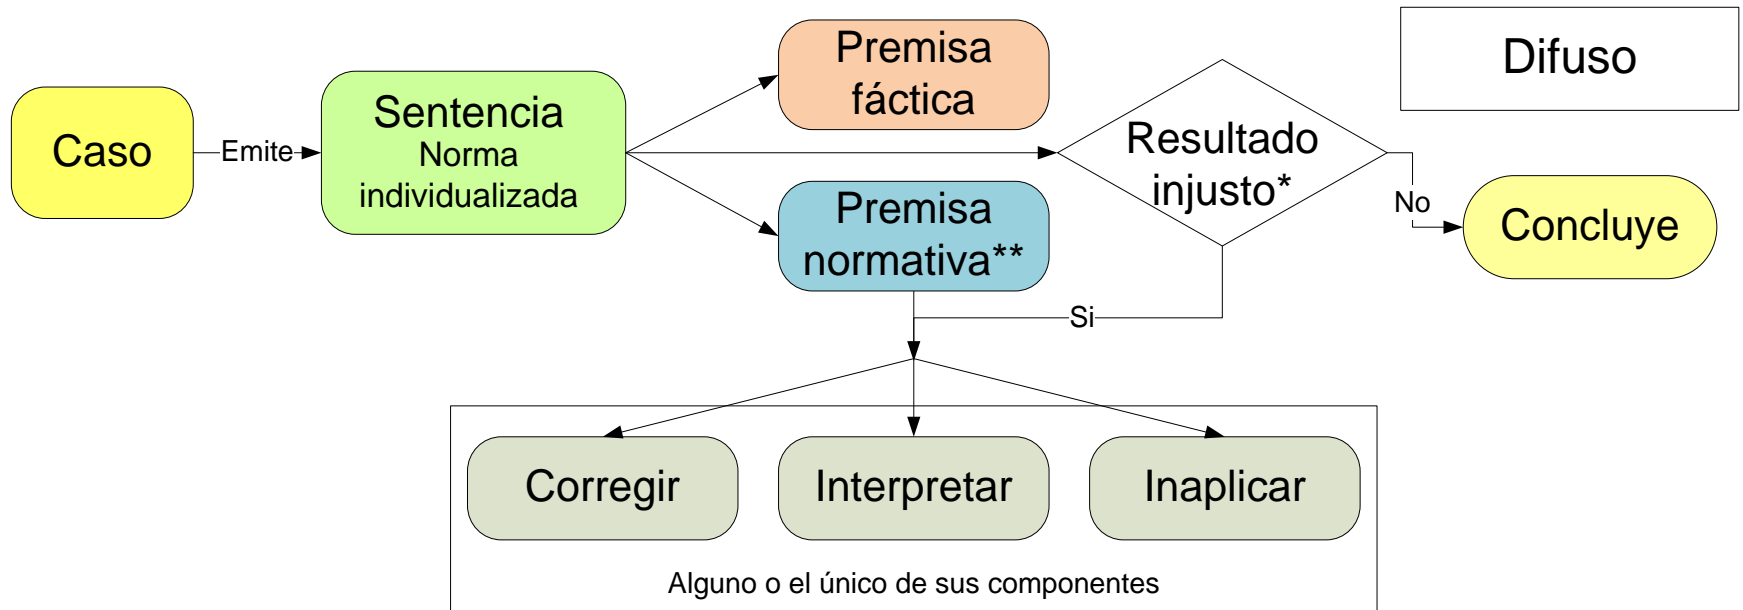 Difuso
Caso
Emite
Sentencia
Norma
individualizada
Premisa
fáctica
Premisa
normativa**
Resultado
injusto*
No
Concluye
Si
Corregir
Interpretar
Inaplicar
Alguno o el único de sus componentes